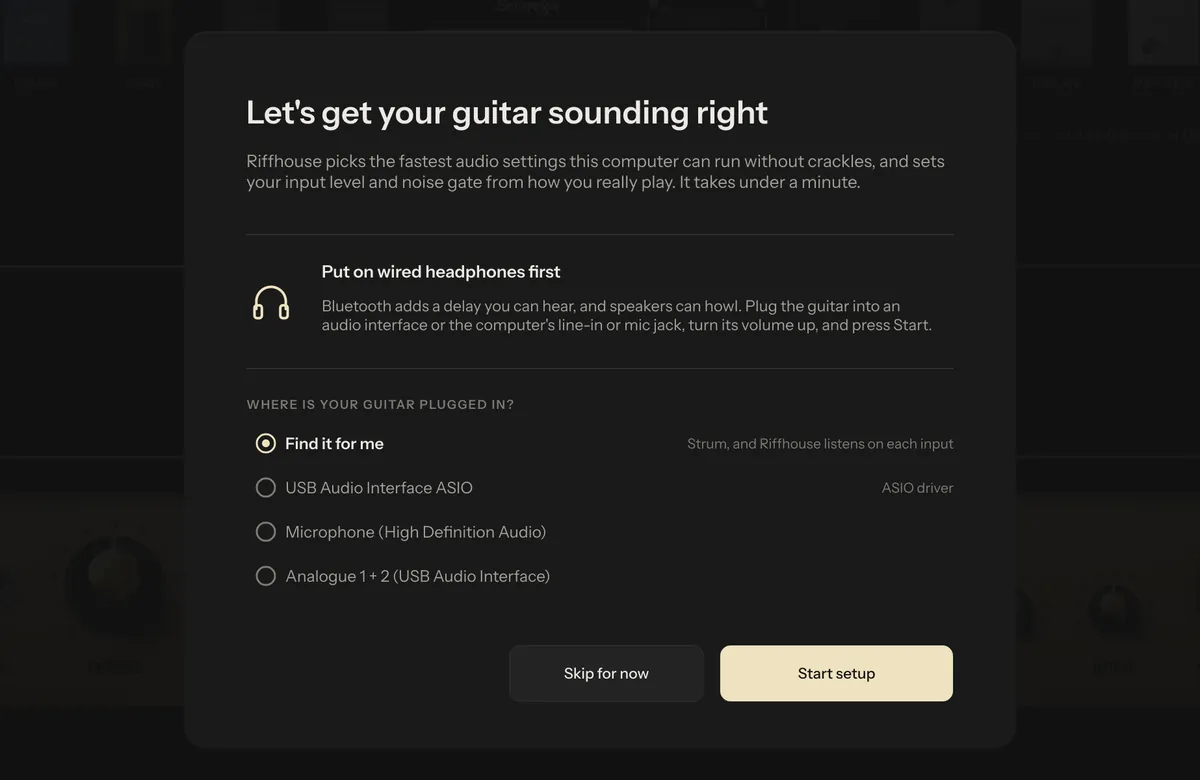 Let's get your guitar sounding right
Riffhouse picks the fastest audio settings this computer can run without crackles, and sets
your input level and noise gate from how you really play. It takes under a minute.
Put on wired headphones first
Bluetooth adds a delay you can hear, and speakers can howl. Plug the guitar into an
audio interface or the computer's line-in or mic jack, turn its volume up, and press Start.
WHERE IS YOUR GUITAR PLUGGED IN?
Find it for me
Strum, and Riffhouse listens on each input
USB Audio Interface ASIO
ASIO driver
Microphone (High Definition Audio)
Analogue 1 + 2 (USB Audio Interface)
Skip for now
Start setup